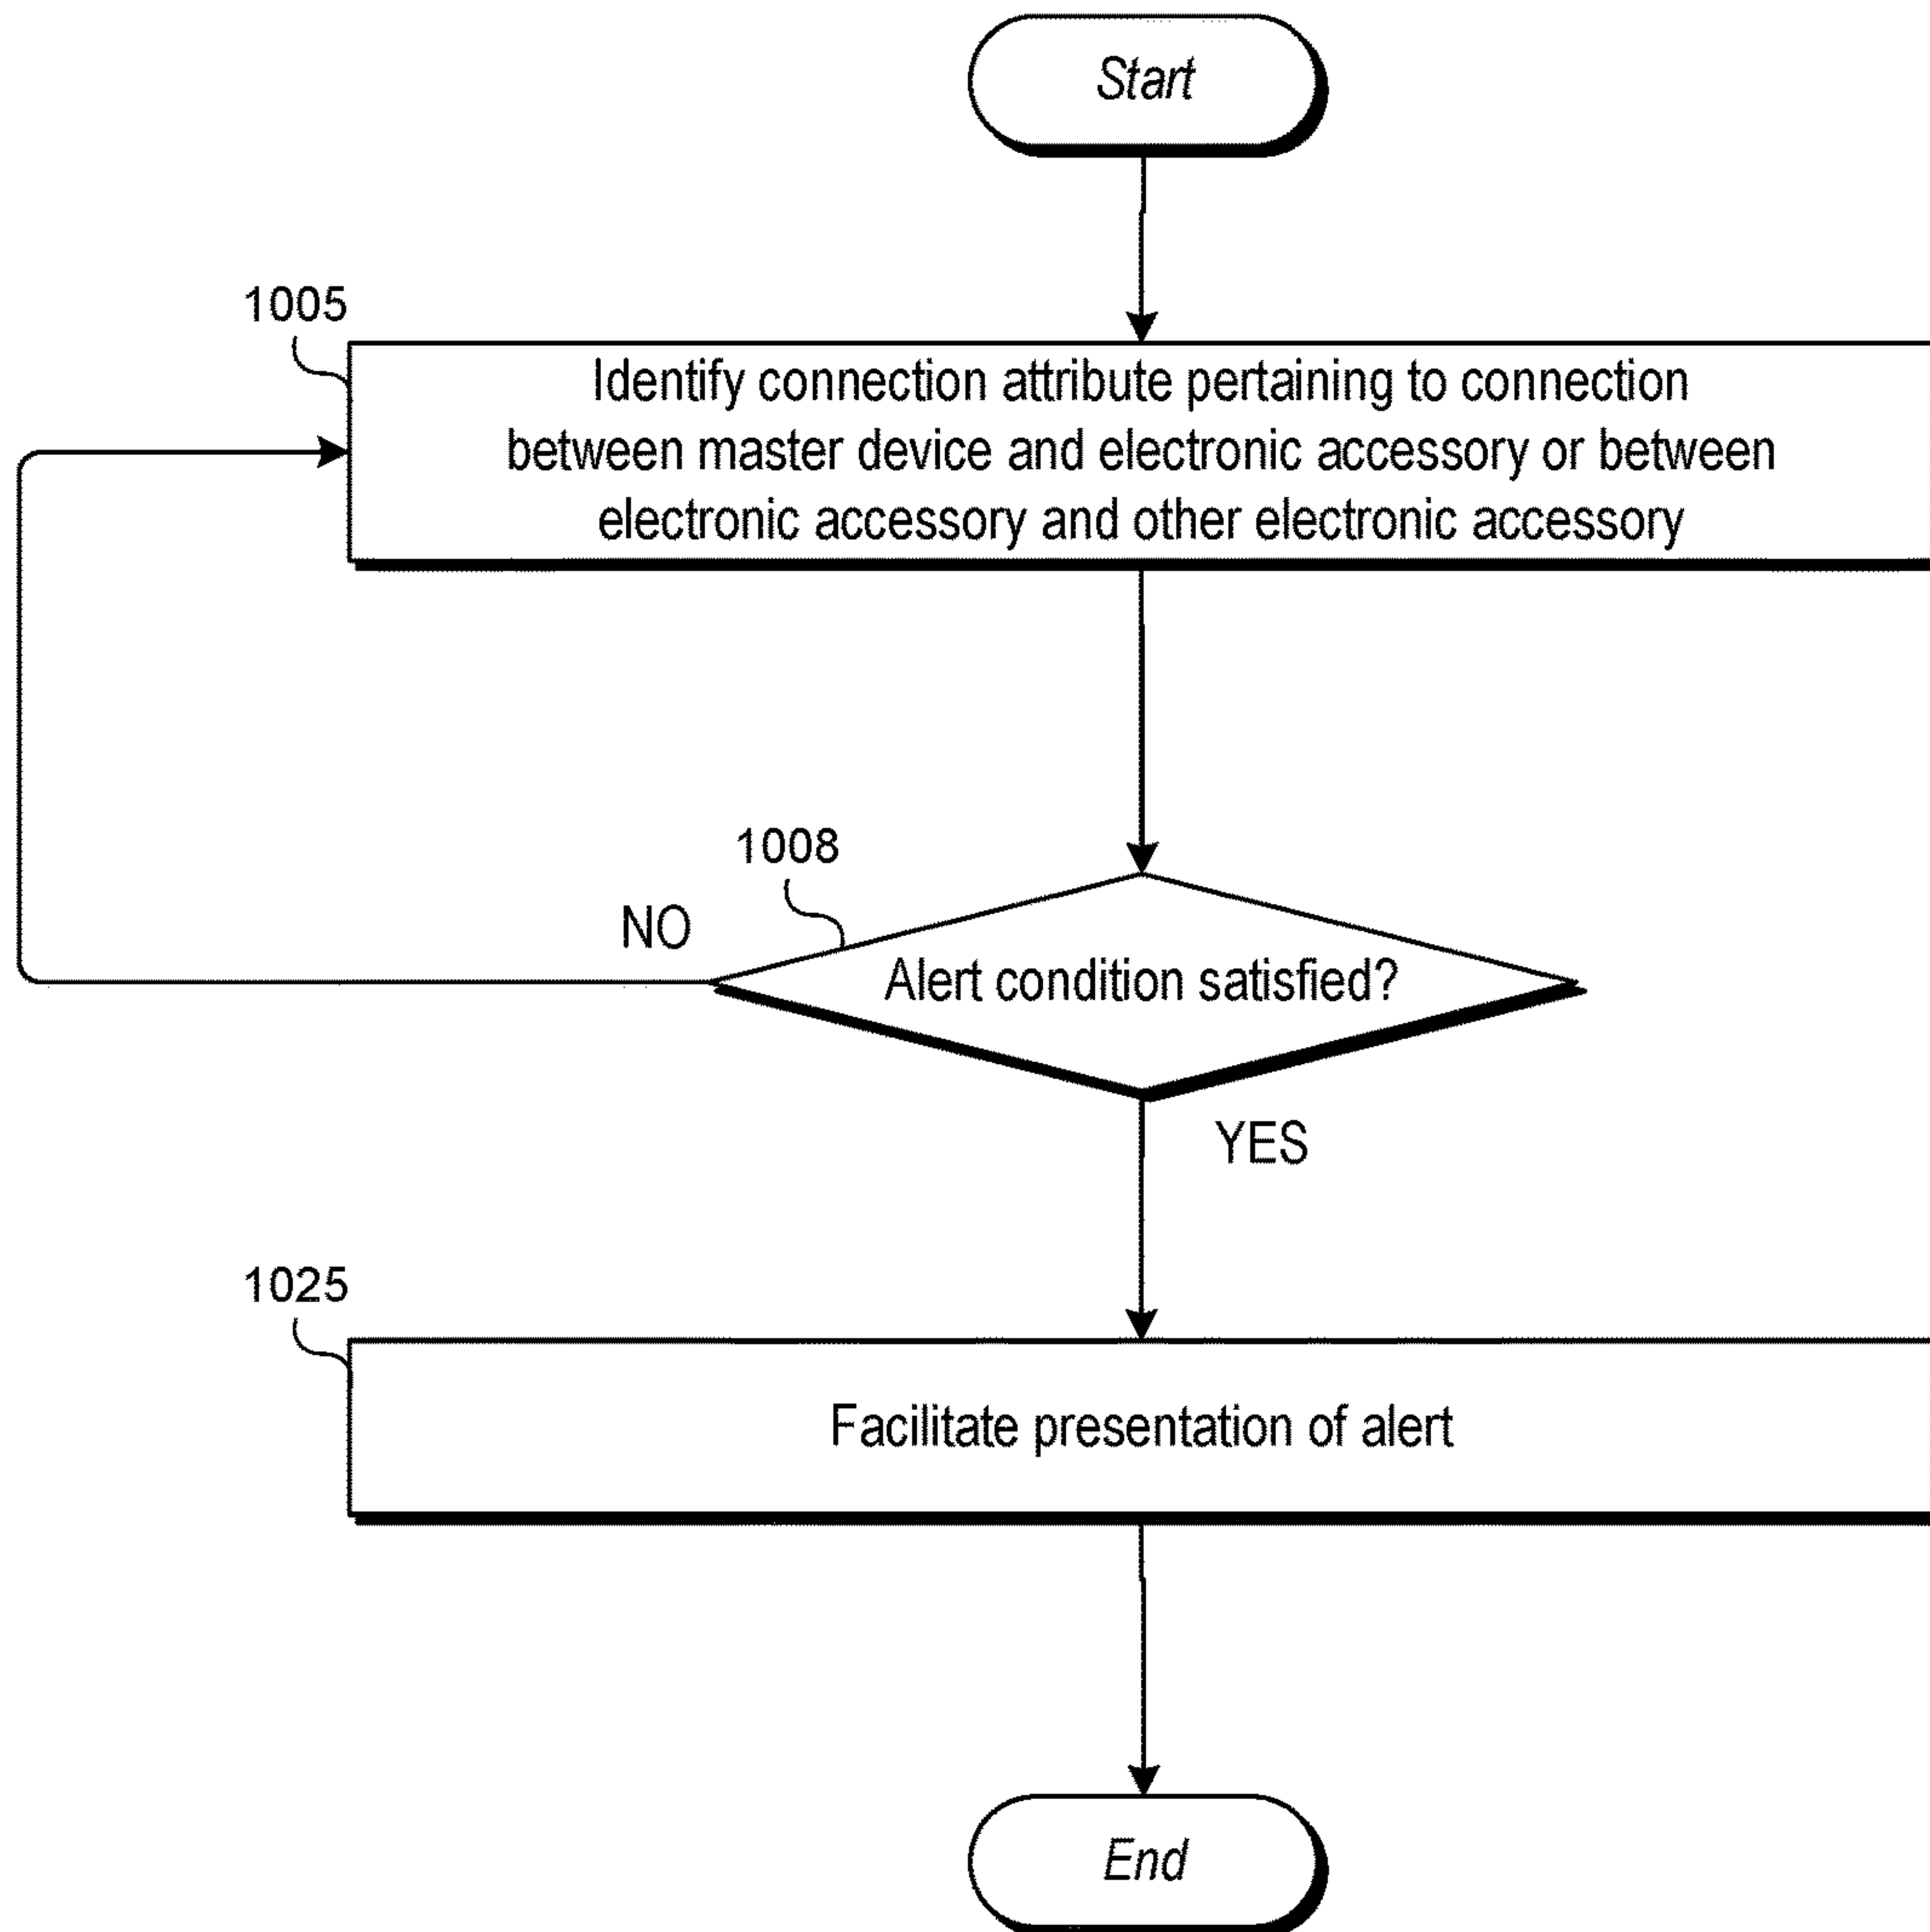 Start
1005
Identify connection attribute pertaining to connection
between master device and electronic accessory or between
electronic accessory and other electronic accessory
1008
NO
Alert condition satisfied?
YES
1025
Facilitate presentation of alert
End